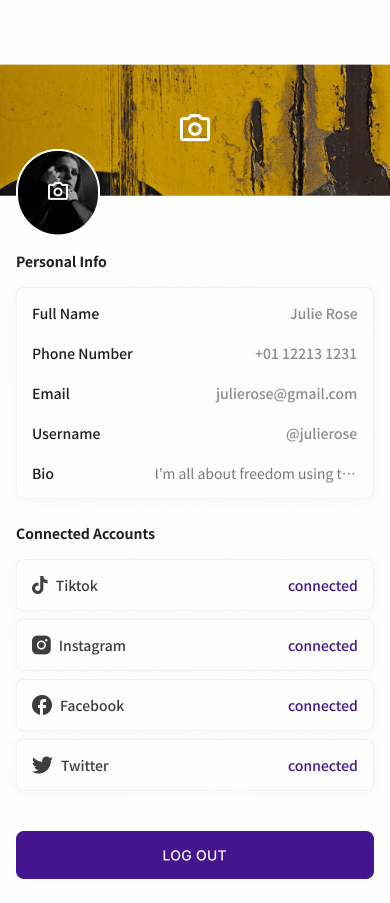 Personal Info
Full Name Julie Rose
Phone Number +01 12213 1231
Email julierose@gmail.com
Username @julierose
Bio I'm all about freedom using t···
Connected Accounts
Tiktok connected
Instagram connected
Facebook connected
Twitter connected
LOG OUT